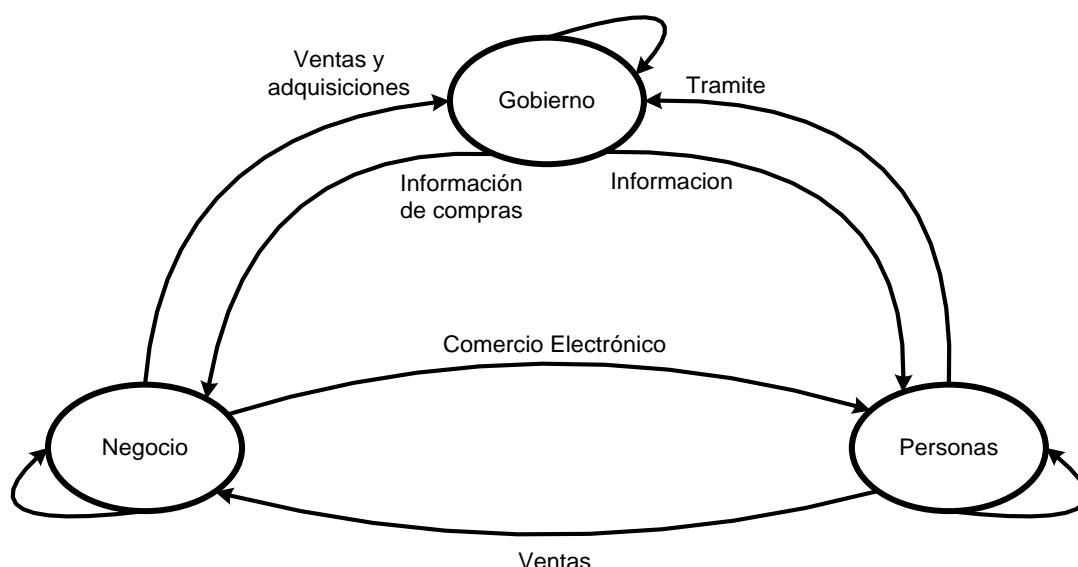 Ventas y
adquisiciones
Gobierno
Tramite
Información
de compras
Informacion
Comercio Electrónico
Negocio
Personas
Ventas